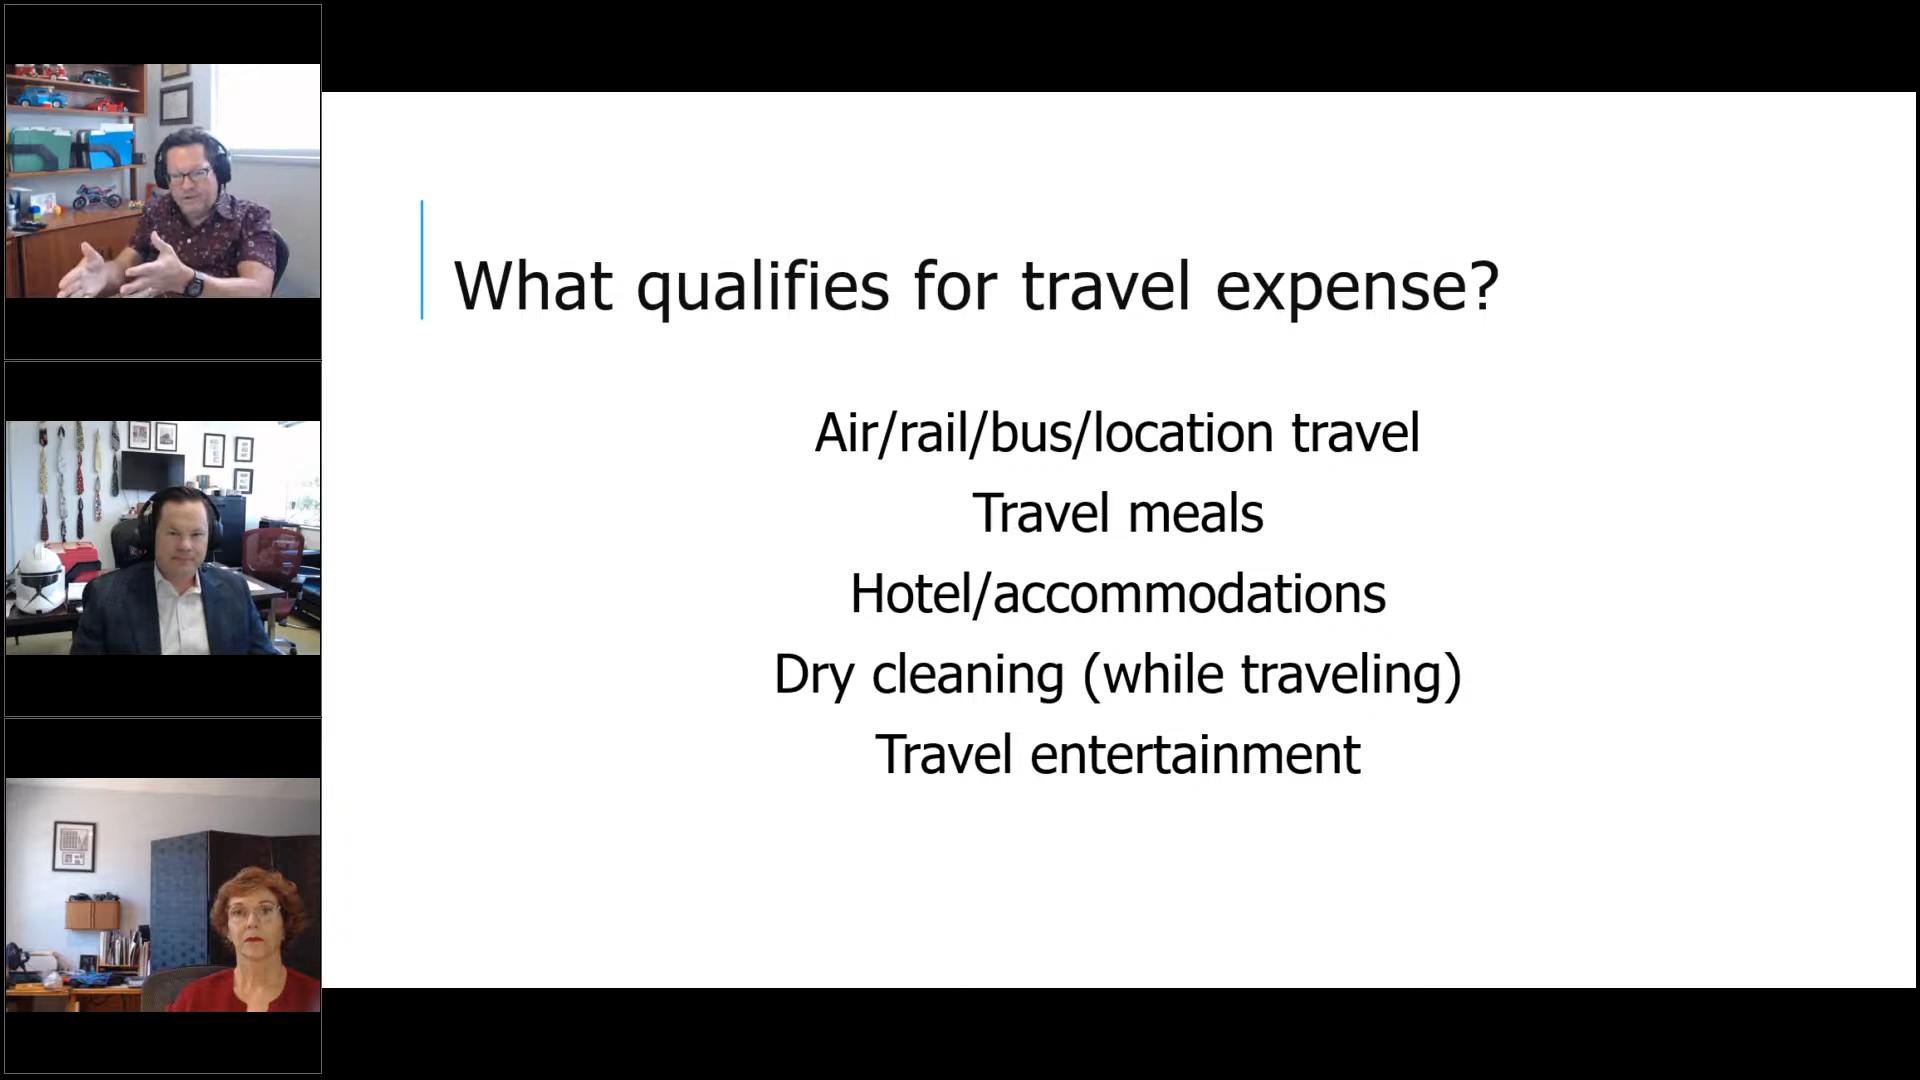 What qualifies for travel expense?
Air/rail/bus/location travel
Travel meals
Hotel/accommodations
Dry cleaning (while traveling)
Travel entertainment